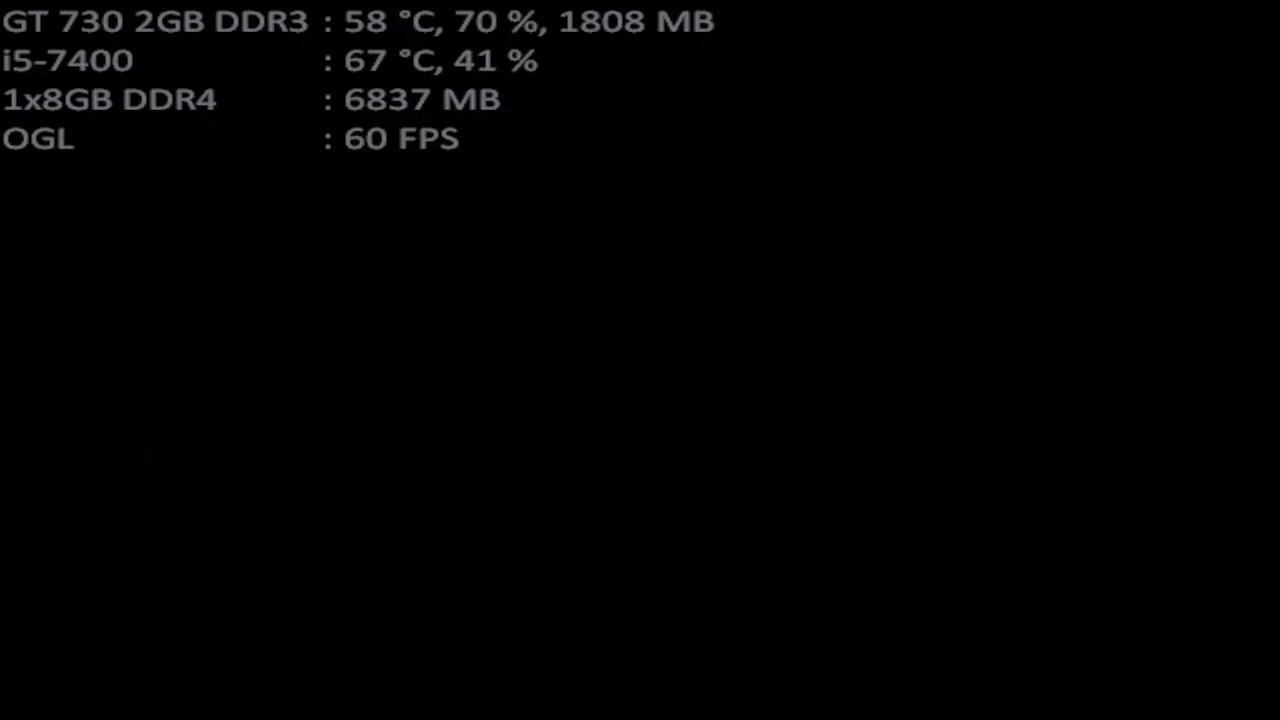 GT 730 2GB DDR3 : 58 °C, 70 %, 1808 MB
i5-7400 : 67 °C, 41 %
1x8GB DDR4 : 6837 MB
OGL : 60 FPS